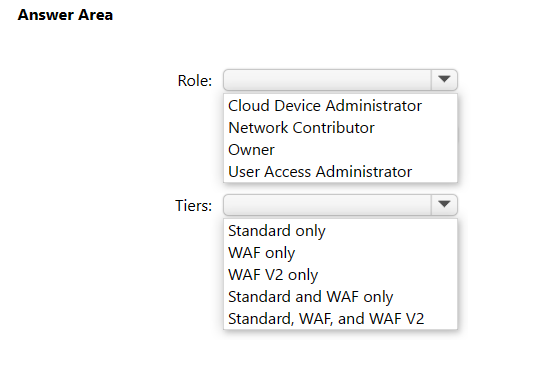 Answer Area
Role:
Cloud Device Administrator
Network Contributor
Owner
User Access Administrator
Tiers:
Standard only
WAF only
WAF V2 only
Standard and WAF only
Standard, WAF, and WAF V2